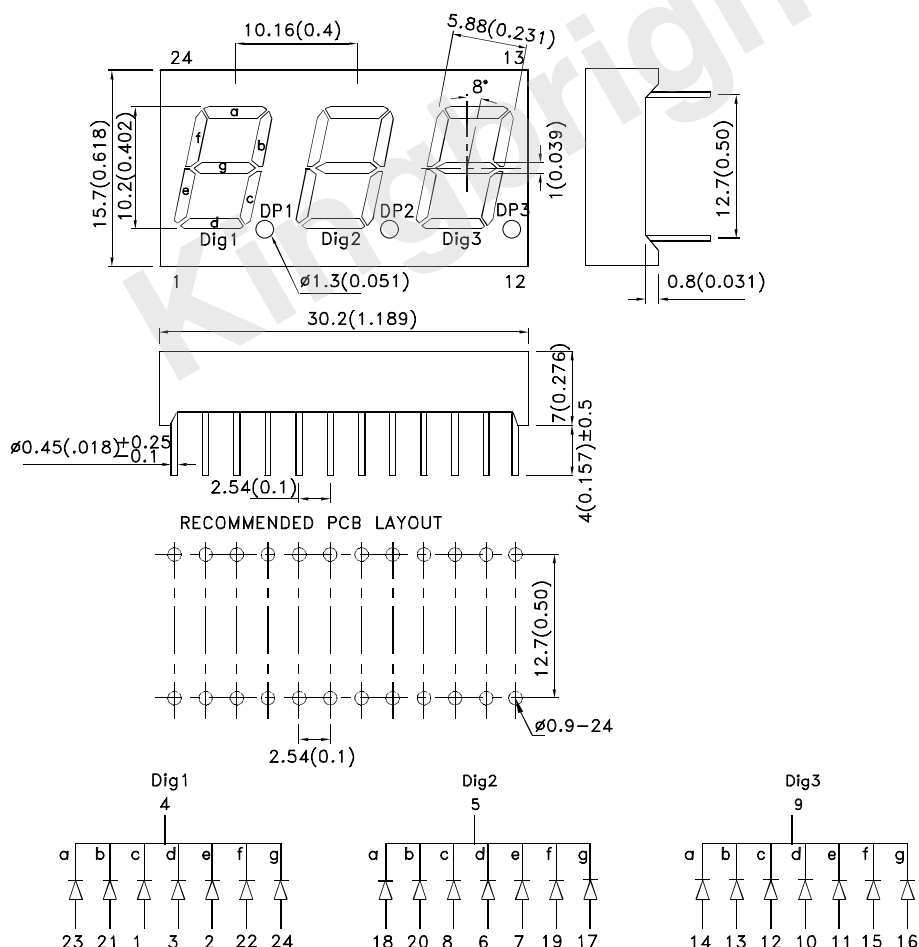 10.16(0.4)
5.88(0.231)
24
13
8°
a
f
b
g
e
c
d
DP1
DP2
DP3
Dig1
Dig2
Dig3
15.7(0.618)
10.2(0.402)
1(0.039)
12.7(0.50)
1
ø1.3(0.051)
12
0.8(0.031)
30.2(1.189)
7(0.276)
ø0.45(.018)+0.25 −0.1
4(0.157)±0.5
2.54(0.1)
RECOMMENDED PCB LAYOUT
12.7(0.50)
ø0.9−24
2.54(0.1)
Dig1 Dig2 Dig3
4 5 9
a b c d e f g a b c d e f g a b c d e f g
23 21 1 3 2 22 24 18 20 8 6 7 19 17 14 13 12 10 11 15 16
Kingbright